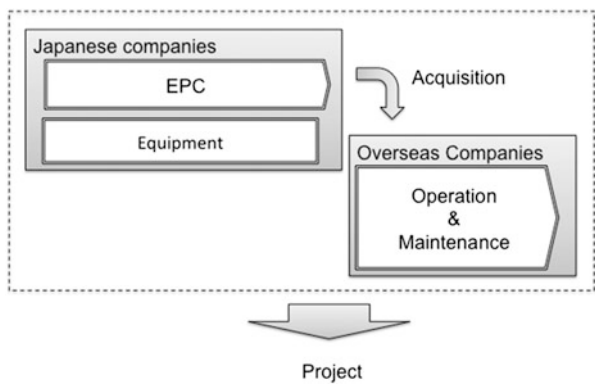 Japanese companies
EPC
Equipment
Acquisition
Overseas Companies
Operation
&
Maintenance
Project